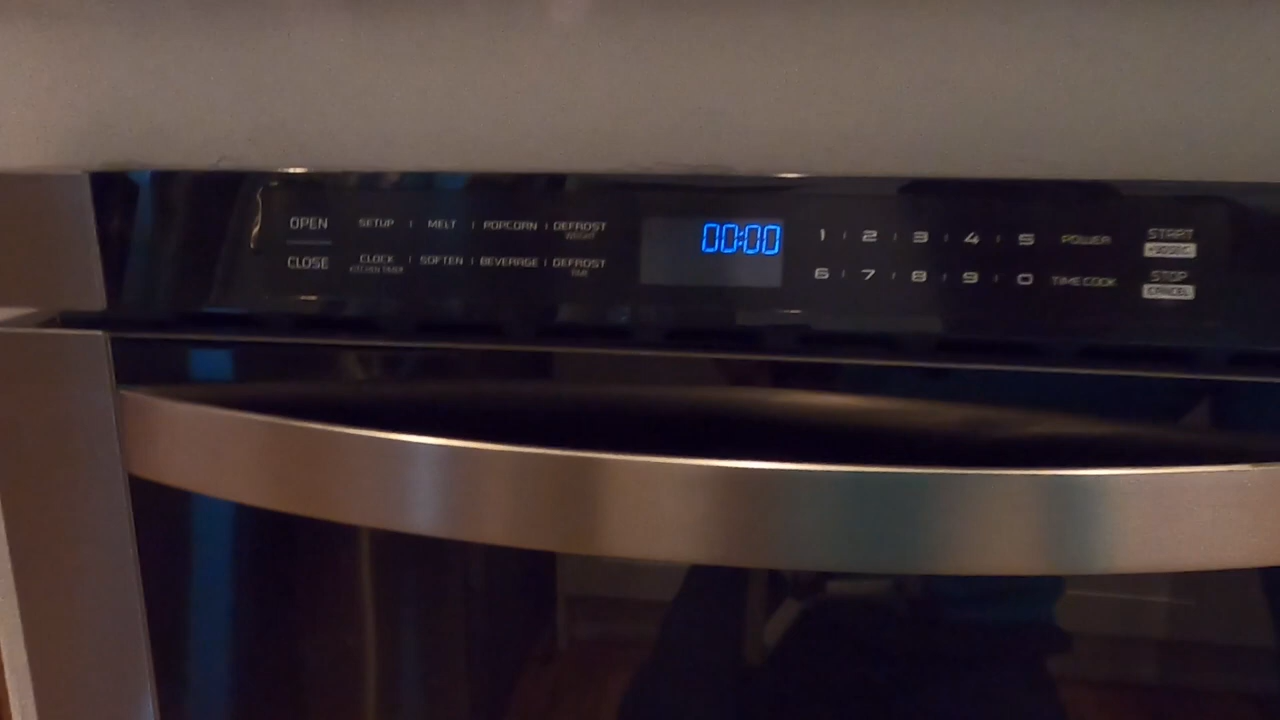 OPEN
CLOSE
SETUP MELT POPCORN DEFROST
WEIGHT
CLOCK SOFTEN BEVERAGE DEFROST
KITCHEN TIMER TIME
00:00
1 2 3 4 5 POWER
6 7 8 9 0 TIME COOK
START
+30SEC
STOP
CANCEL